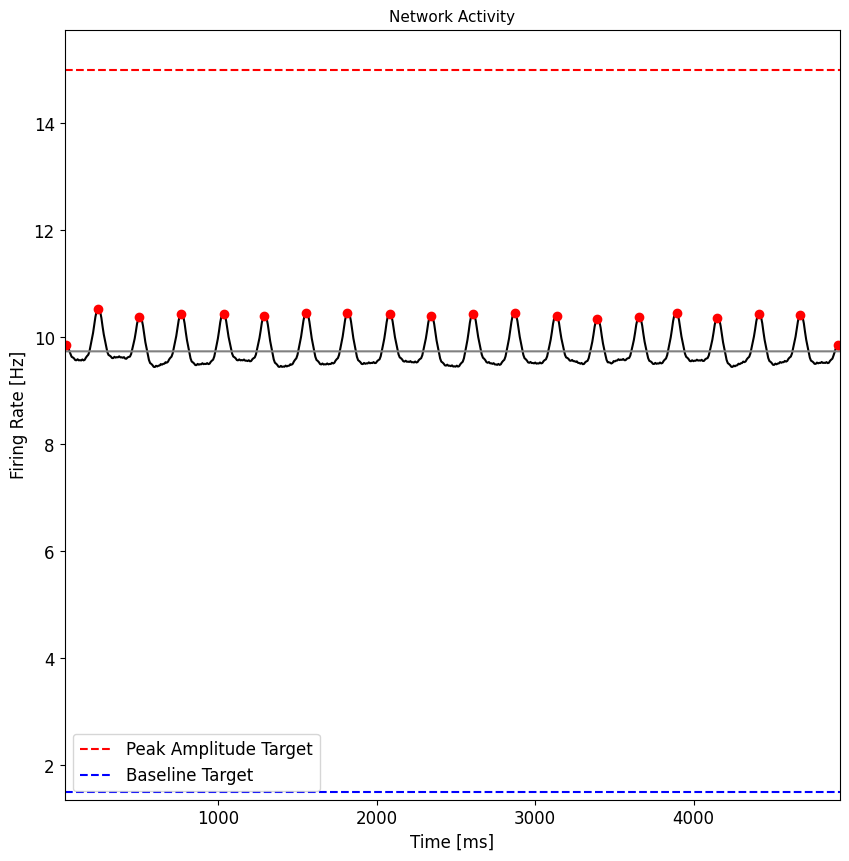 Network Activity
14
12
10
8
6
4
2
Firing Rate [Hz]
Peak Amplitude Target
Baseline Target
1000
2000
3000
4000
Time [ms]